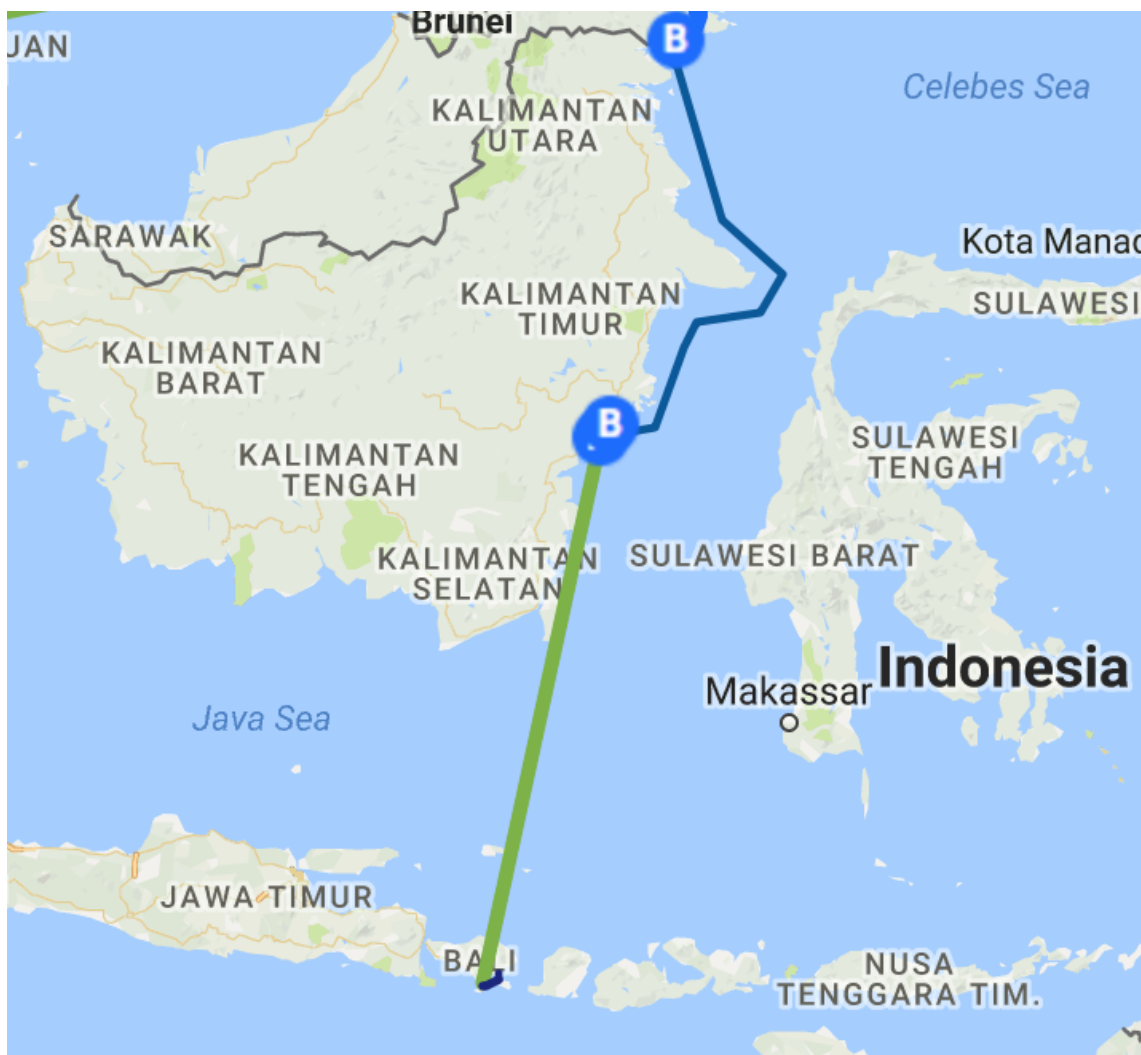 Brunei
B
UAN
Celebes Sea
KALIMANTAN
UTARA
SARAWAK
Kota Manad
SULAWESI
KALIMANTAN
TIMUR
KALIMANTAN
BARAT
B
SULAWESI
TENGAH
KALIMANTAN
TENGAH
KALIMANTAN
SELATAN
SULAWESI BARAT
Indonesia
Makassar
Java Sea
JAWA TIMUR
BALI
NUSA
TENGGARA TIM.